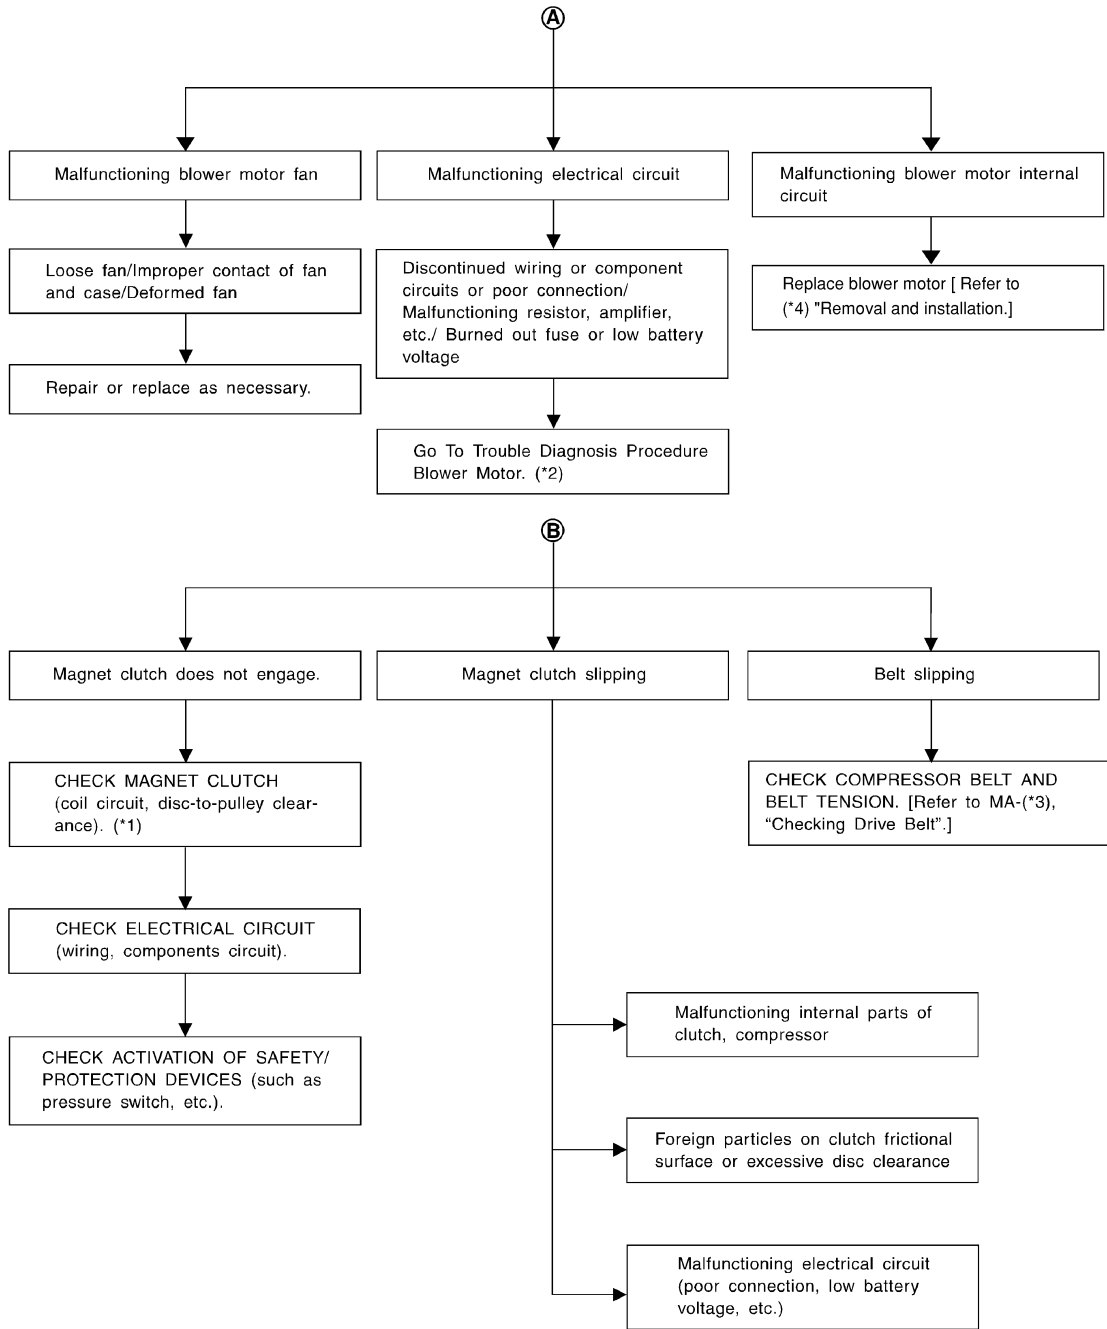 A
Malfunctioning blower motor fan
Malfunctioning electrical circuit
Malfunctioning blower motor internal
circuit
Loose fan/Improper contact of fan
and case/Deformed fan
Discontinued wiring or component
circuits or poor connection/
Malfunctioning resistor, amplifier,
etc./ Burned out fuse or low battery
voltage
Replace blower motor [ Refer to
(*4) "Removal and installation.]
Repair or replace as necessary.
Go To Trouble Diagnosis Procedure
Blower Motor. (*2)
B
Magnet clutch does not engage.
Magnet clutch slipping
Belt slipping
CHECK MAGNET CLUTCH
(coil circuit, disc-to-pulley clear-
ance). (*1)
CHECK COMPRESSOR BELT AND
BELT TENSION. [Refer to MA-(*3),
“Checking Drive Belt”.]
CHECK ELECTRICAL CIRCUIT
(wiring, components circuit).
CHECK ACTIVATION OF SAFETY/
PROTECTION DEVICES (such as
pressure switch, etc.).
Malfunctioning internal parts of
clutch, compressor
Foreign particles on clutch frictional
surface or excessive disc clearance
Malfunctioning electrical circuit
(poor connection, low battery
voltage, etc.)